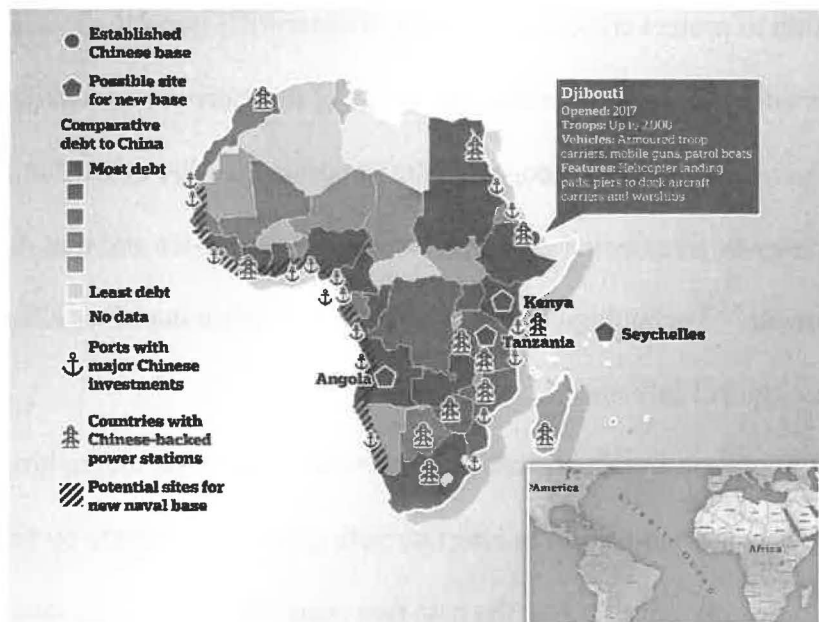 Established
Chinese base
Possible site
for new base
Comparative
debt to China
Most debt
Least debt
No data
Ports with
major Chinese
investments
Countries with
Chinese-backed
power stations
Potential sites for
new naval base
Djibouti
Opened: 2017
Troops: Up to 2,000
Vehicles: Armoured troop
carriers, mobile guns, patrol boats
Features: Helicopter landing
pads, piers to dock aircraft
carriers and warships
Kenya
Tanzania
Seychelles
Angola
America
Africa